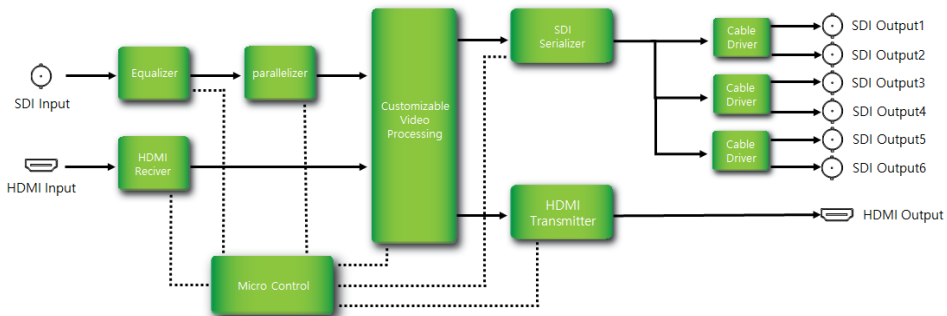 SDI Input
HDMI Input
Equalizer
parallelizer
HDMI
Reciver
Customizable
Video
Processing
Micro Control
SDI
Serializer
HDMI
Transmitter
Cable
Driver
Cable
Driver
Cable
Driver
SDI Output1
SDI Output2
SDI Output3
SDI Output4
SDI Output5
SDI Output6
HDMI Output